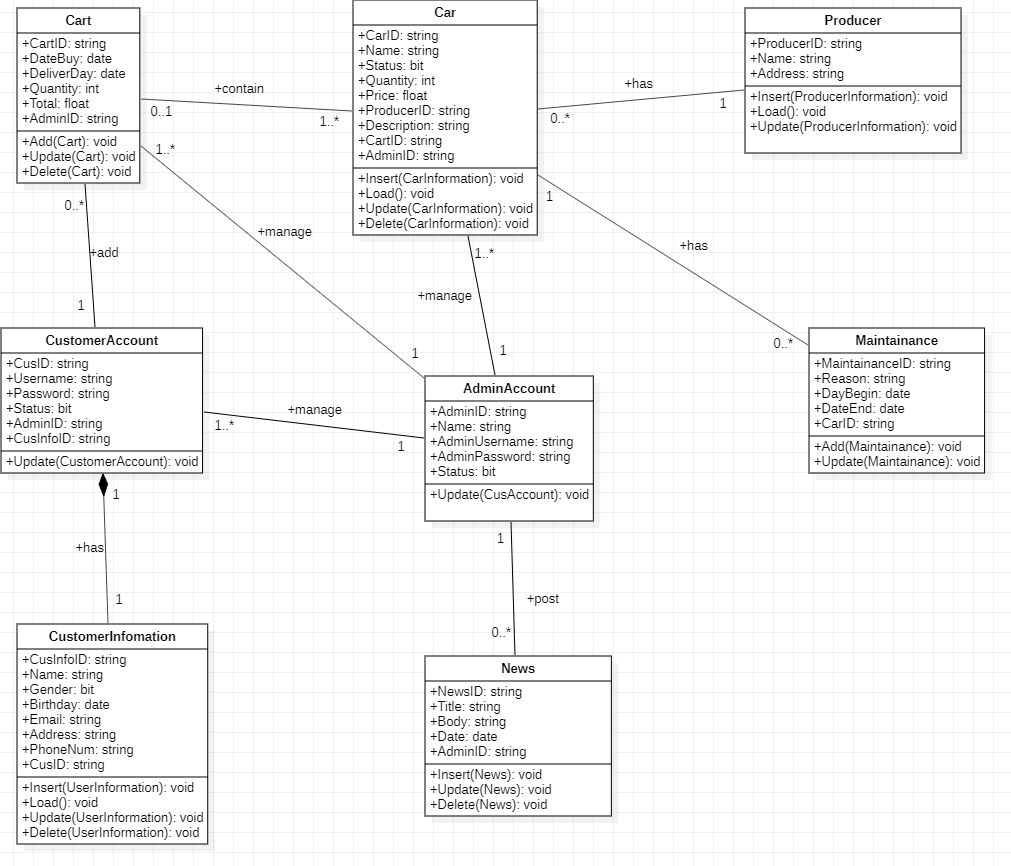 Cart
+CartID: string
+DateBuy: date
+DeliverDay: date
+Quantity: int
+Total: float
+AdminID: string
+Add(Cart): void
+Update(Cart): void
+Delete(Cart): void
+contain
0..1
1..*
Car
+CarID: string
+Name: string
+Status: bit
+Quantity: int
+Price: float
+ProducerID: string
+Description: string
+CartID: string
+AdminID: string
+Insert(CarInformation): void
+Load(): void
+Update(CarInformation): void
+Delete(CarInformation): void
+has
0..*
1
Producer
+ProducerID: string
+Name: string
+Address: string
+Insert(ProducerInformation): void
+Load(): void
+Update(ProducerInformation): void
1..*
+manage
1
0..*
+add
1
1..*
+manage
1
1
+has
0..*
CustomerAccount
+CusID: string
+Username: string
+Password: string
+Status: bit
+AdminID: string
+CusInfoID: string
+Update(CustomerAccount): void
+manage
1..*
1
AdminAccount
+AdminID: string
+Name: string
+AdminUsername: string
+AdminPassword: string
+Status: bit
+Update(CusAccount): void
Maintainance
+MaintainanceID: string
+Reason: string
+DayBegin: date
+DateEnd: date
+CarID: string
+Add(Maintainance): void
+Update(Maintainance): void
1
+has
1
1
+post
0..*
CustomerInfomation
+CusInfoID: string
+Name: string
+Gender: bit
+Birthday: date
+Email: string
+Address: string
+PhoneNum: string
+CusID: string
+Insert(UserInformation): void
+Load(): void
+Update(UserInformation): void
+Delete(UserInformation): void
News
+NewsID: string
+Title: string
+Body: string
+Date: date
+AdminID: string
+Insert(News): void
+Update(News): void
+Delete(News): void